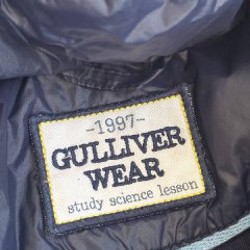 -1997-
GULLIVER
WEAR
study science lesson